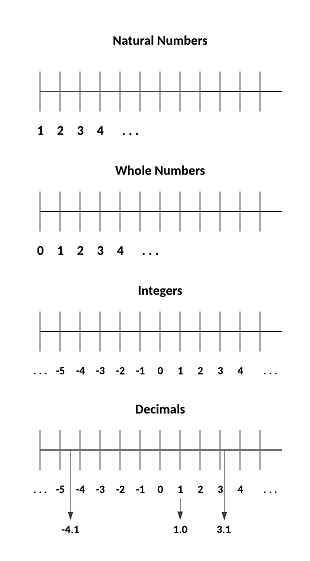 Natural Numbers
1 2 3 4 ...
Whole Numbers
0 1 2 3 4 ...
Integers
... -5 -4 -3 -2 -1 0 1 2 3 4 ...
Decimals
... -5 -4 -3 -2 -1 0 1 2 3 4 ...
-4.1 1.0 3.1